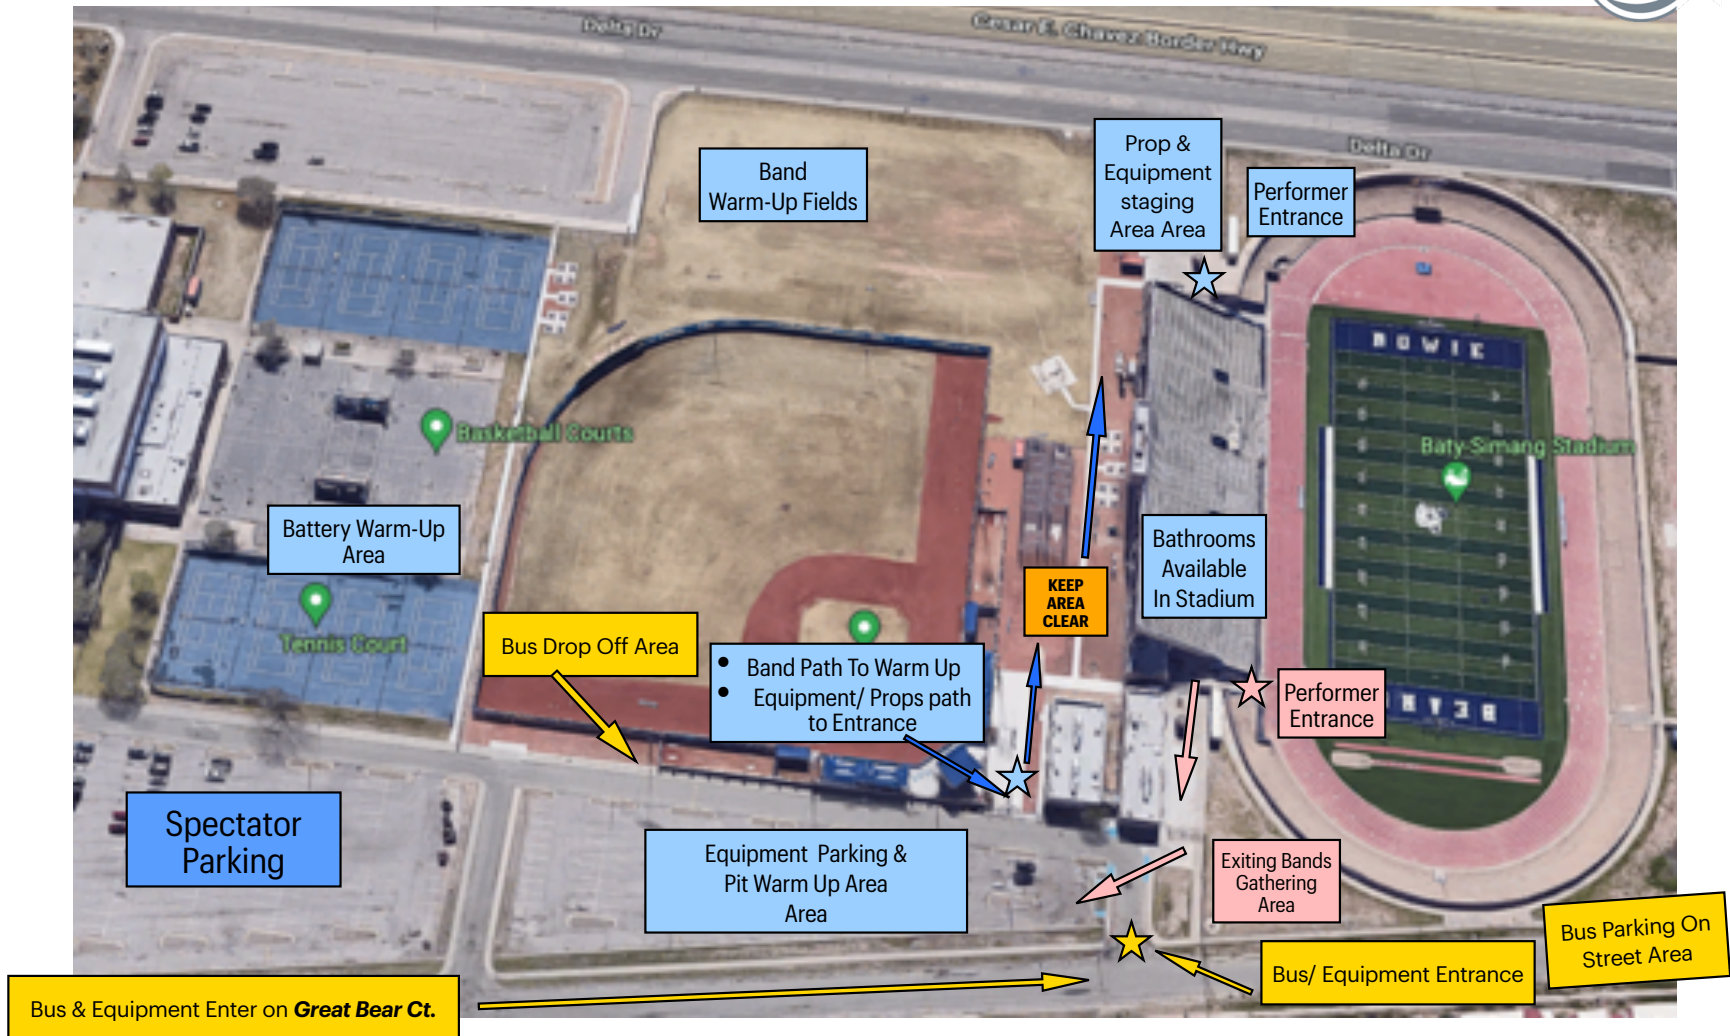 Delta Dr
Cesar E. Chavez Border Hwy
Delta Dr
Band
Warm-Up Fields
Prop &
Equipment
staging
Area Area
Performer
Entrance
BOWIE
Basketball Courts
Baty-Simang Stadium
Battery Warm-Up
Area
Bathrooms
Available
In Stadium
KEEP
AREA
CLEAR
Tennis Court
Bus Drop Off Area
• Band Path To Warm Up
• Equipment/ Props path
to Entrance
Performer
Entrance
BEARS
Spectator
Parking
Equipment Parking &
Pit Warm Up Area
Area
Exiting Bands
Gathering
Area
Bus Parking On
Street Area
Bus/ Equipment Entrance
Bus & Equipment Enter on Great Bear Ct.